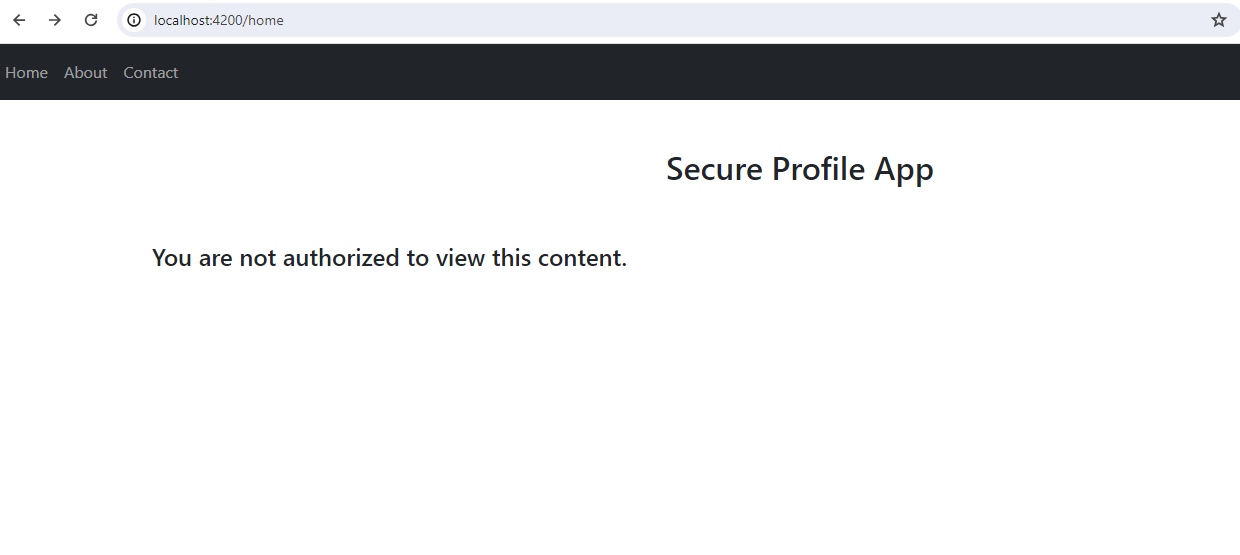 localhost:4200/home
Home About Contact
Secure Profile App
You are not authorized to view this content.